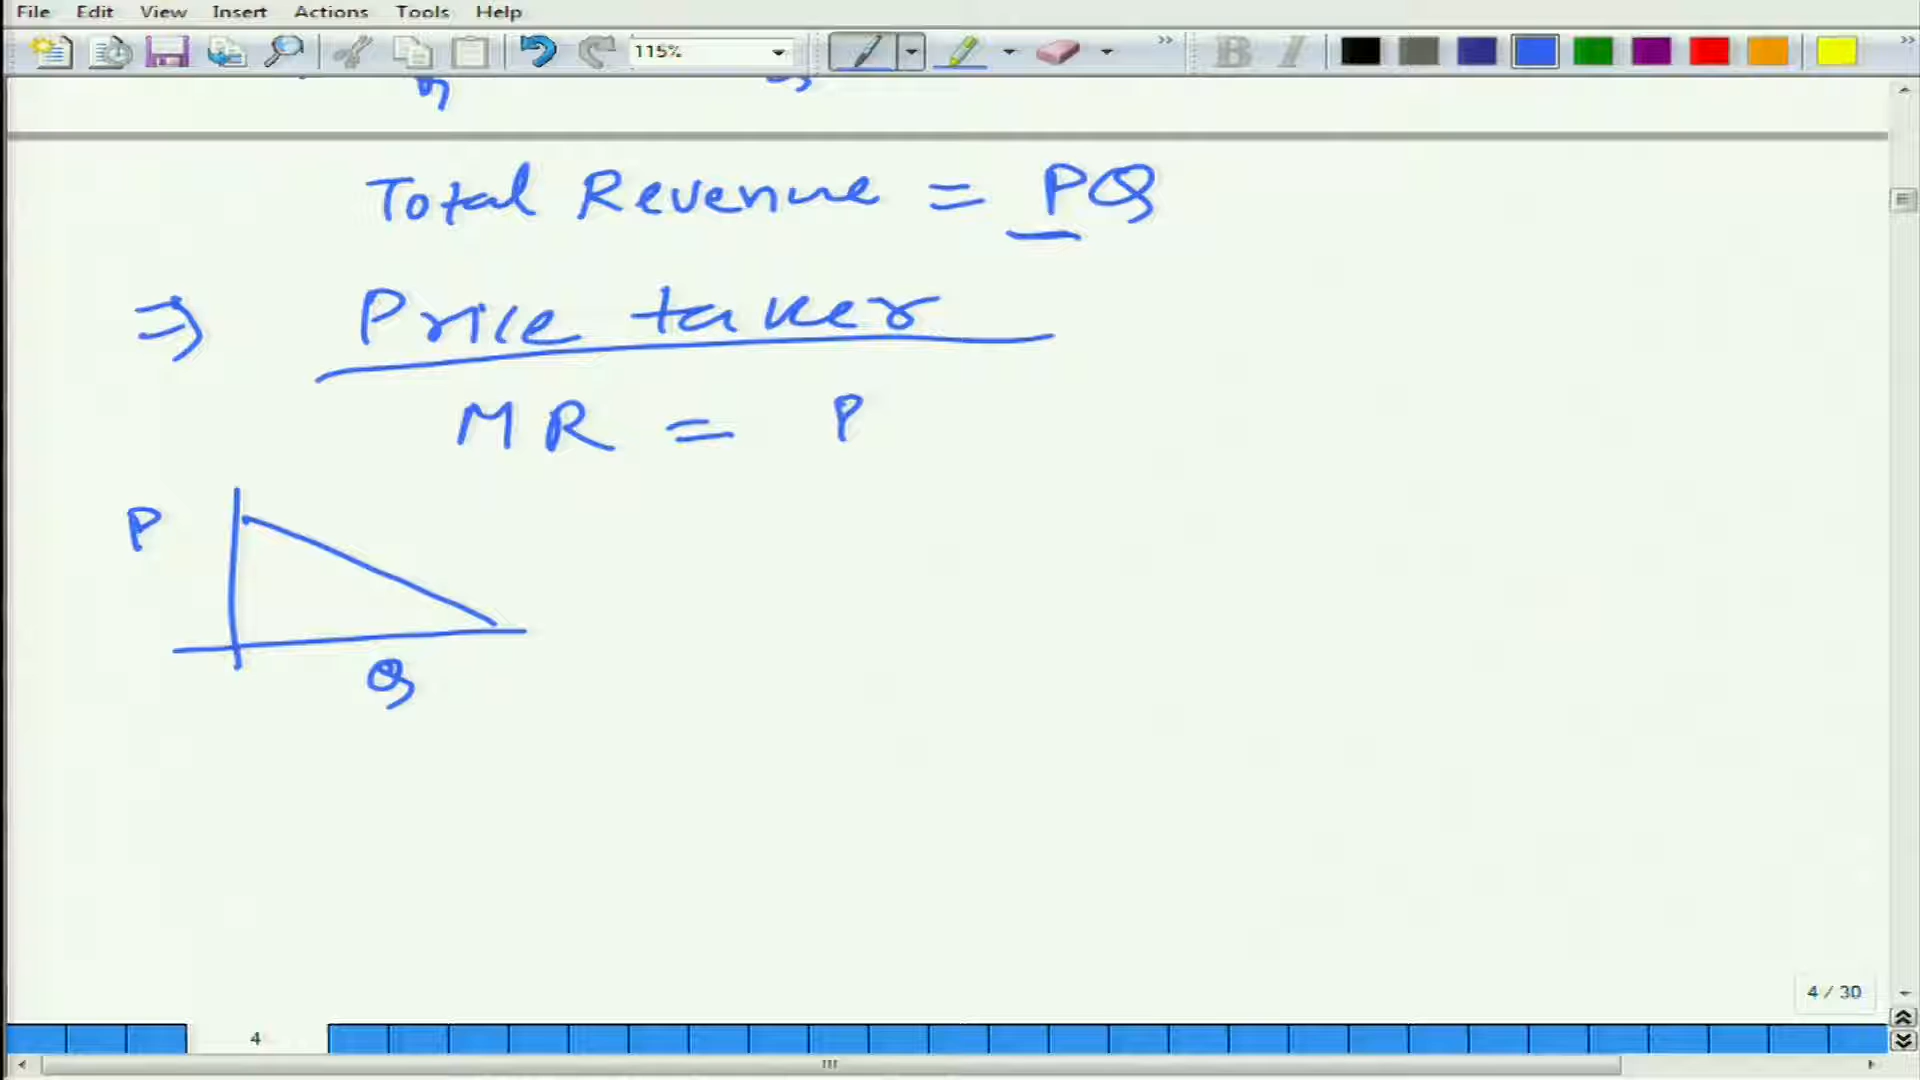 File Edit View Insert Actions Tools Help
115%
Total Revenue = PQ
⇒ Price taker
MR = P
P
Q
4 / 30
4